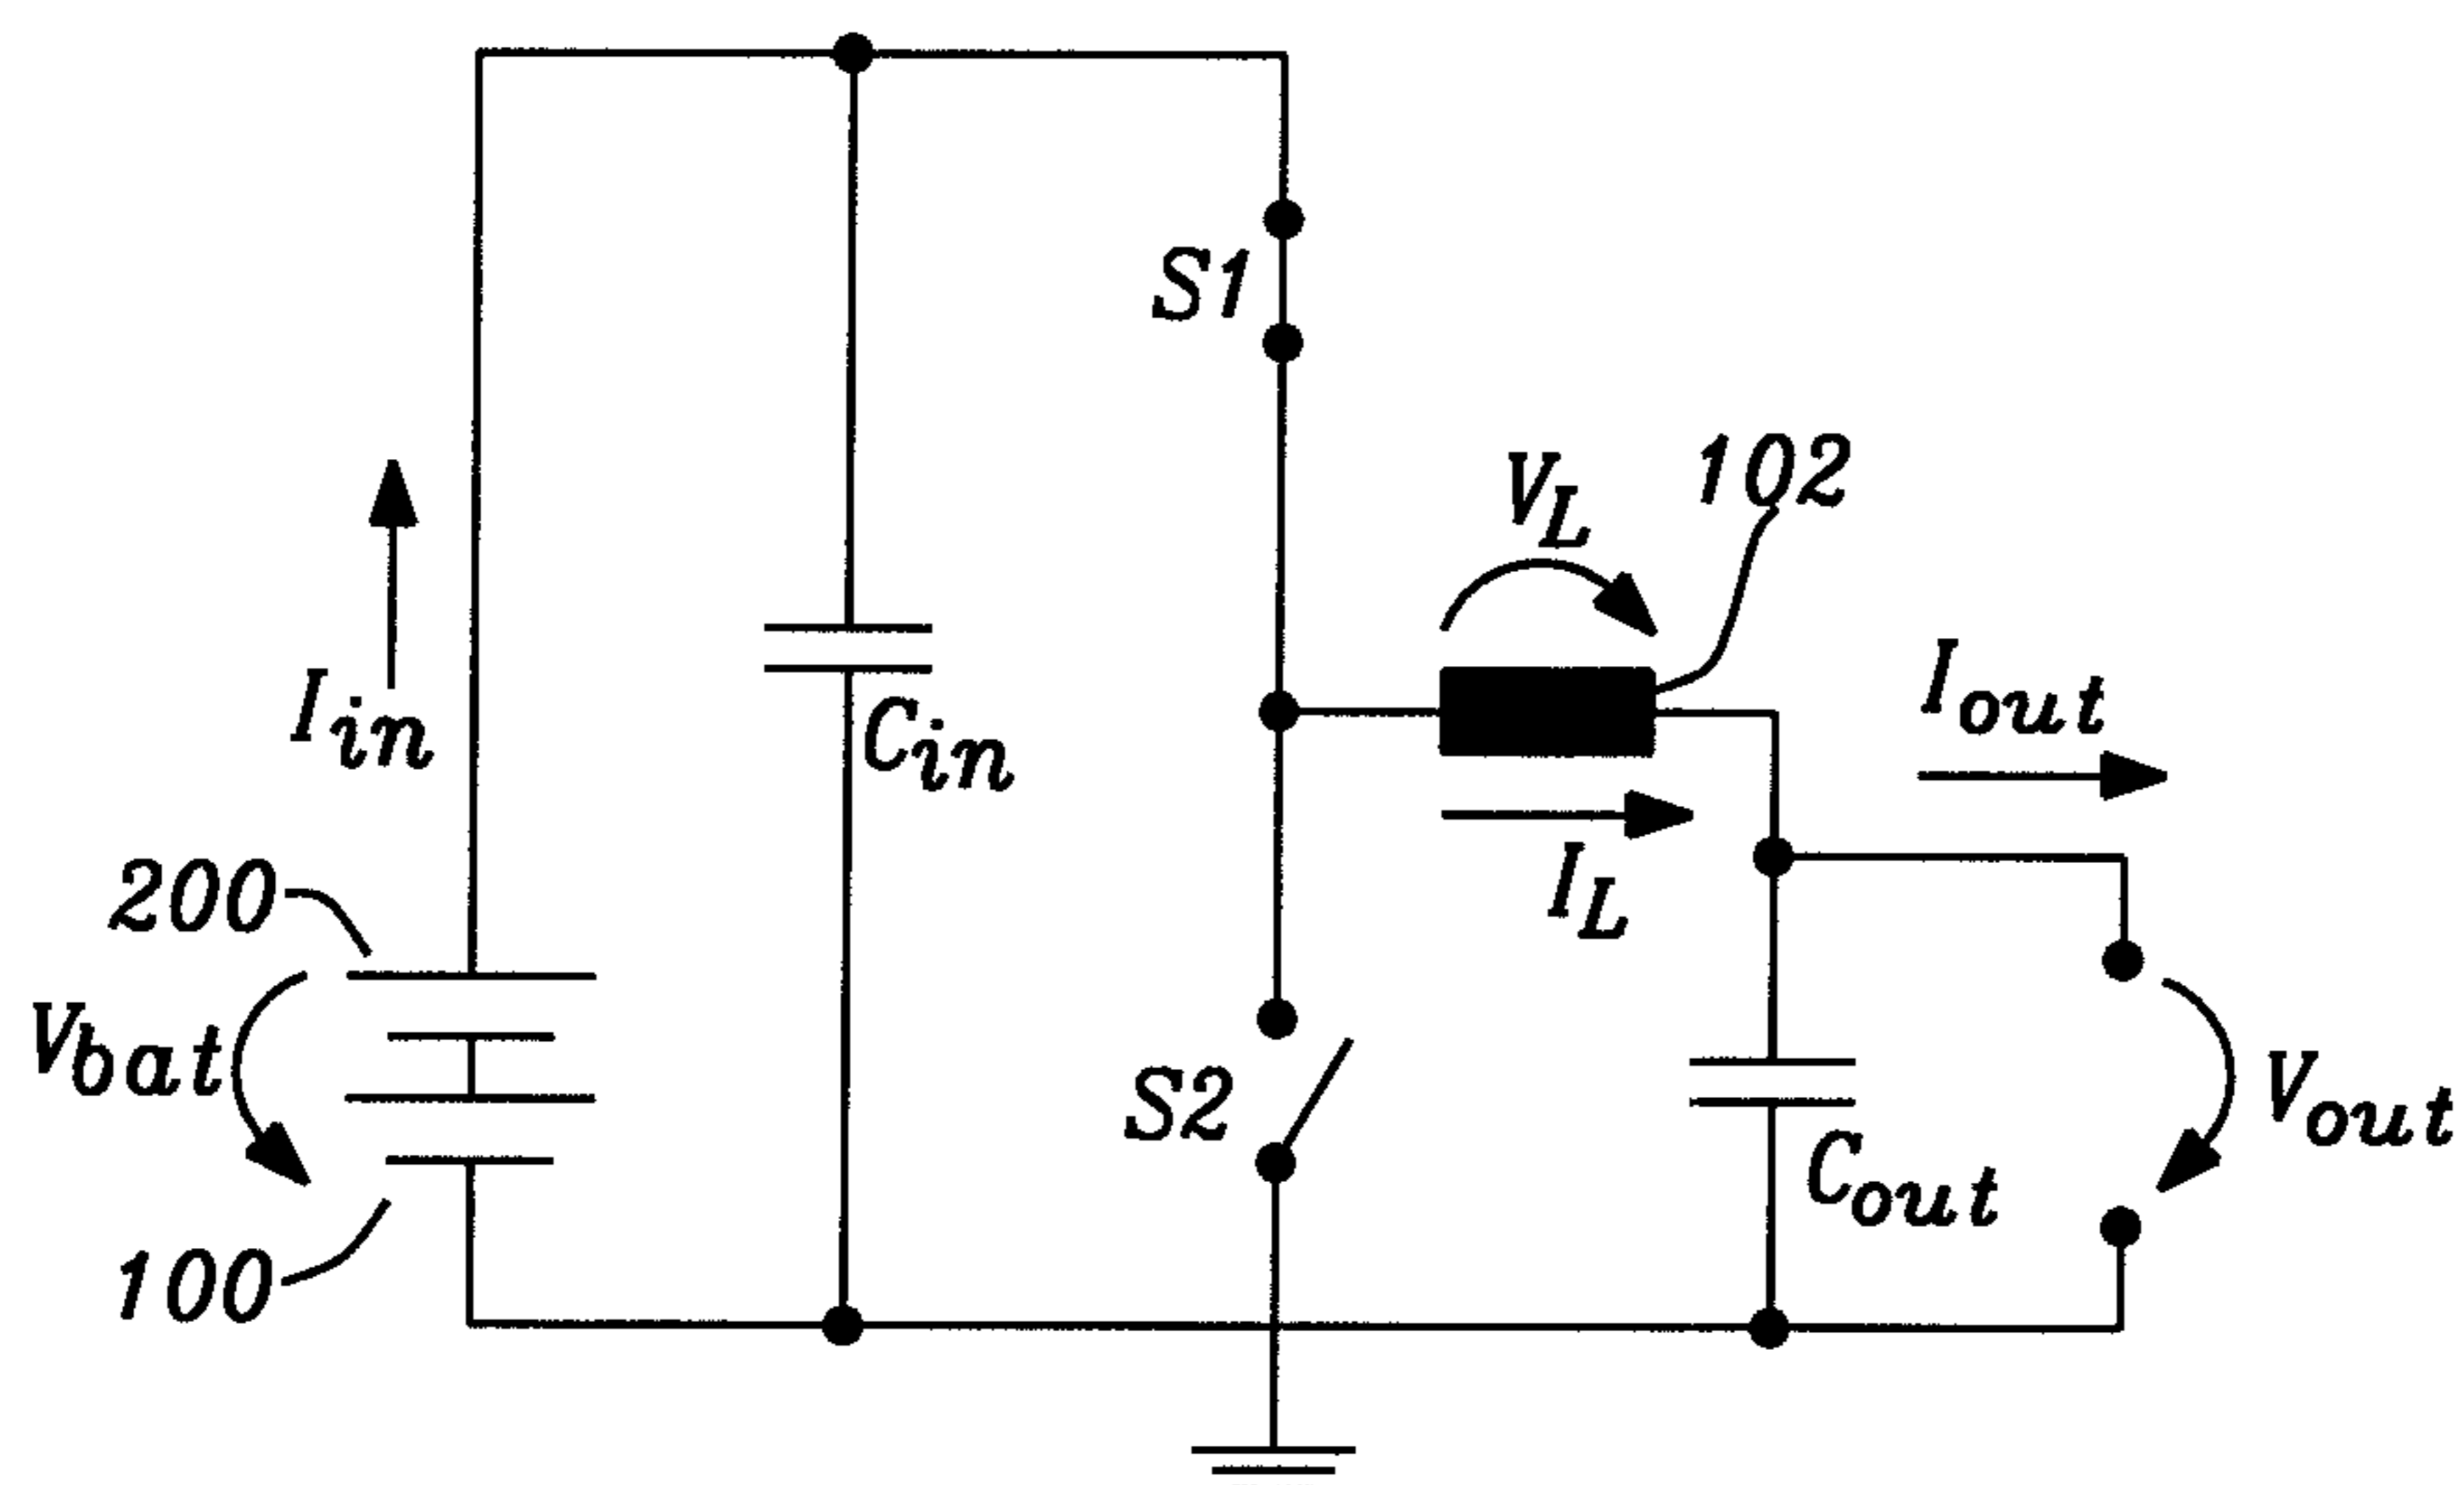 S1
V_L
102
I_in
C_in
I_out
I_L
200
V_bat
S2
V_out
C_out
100